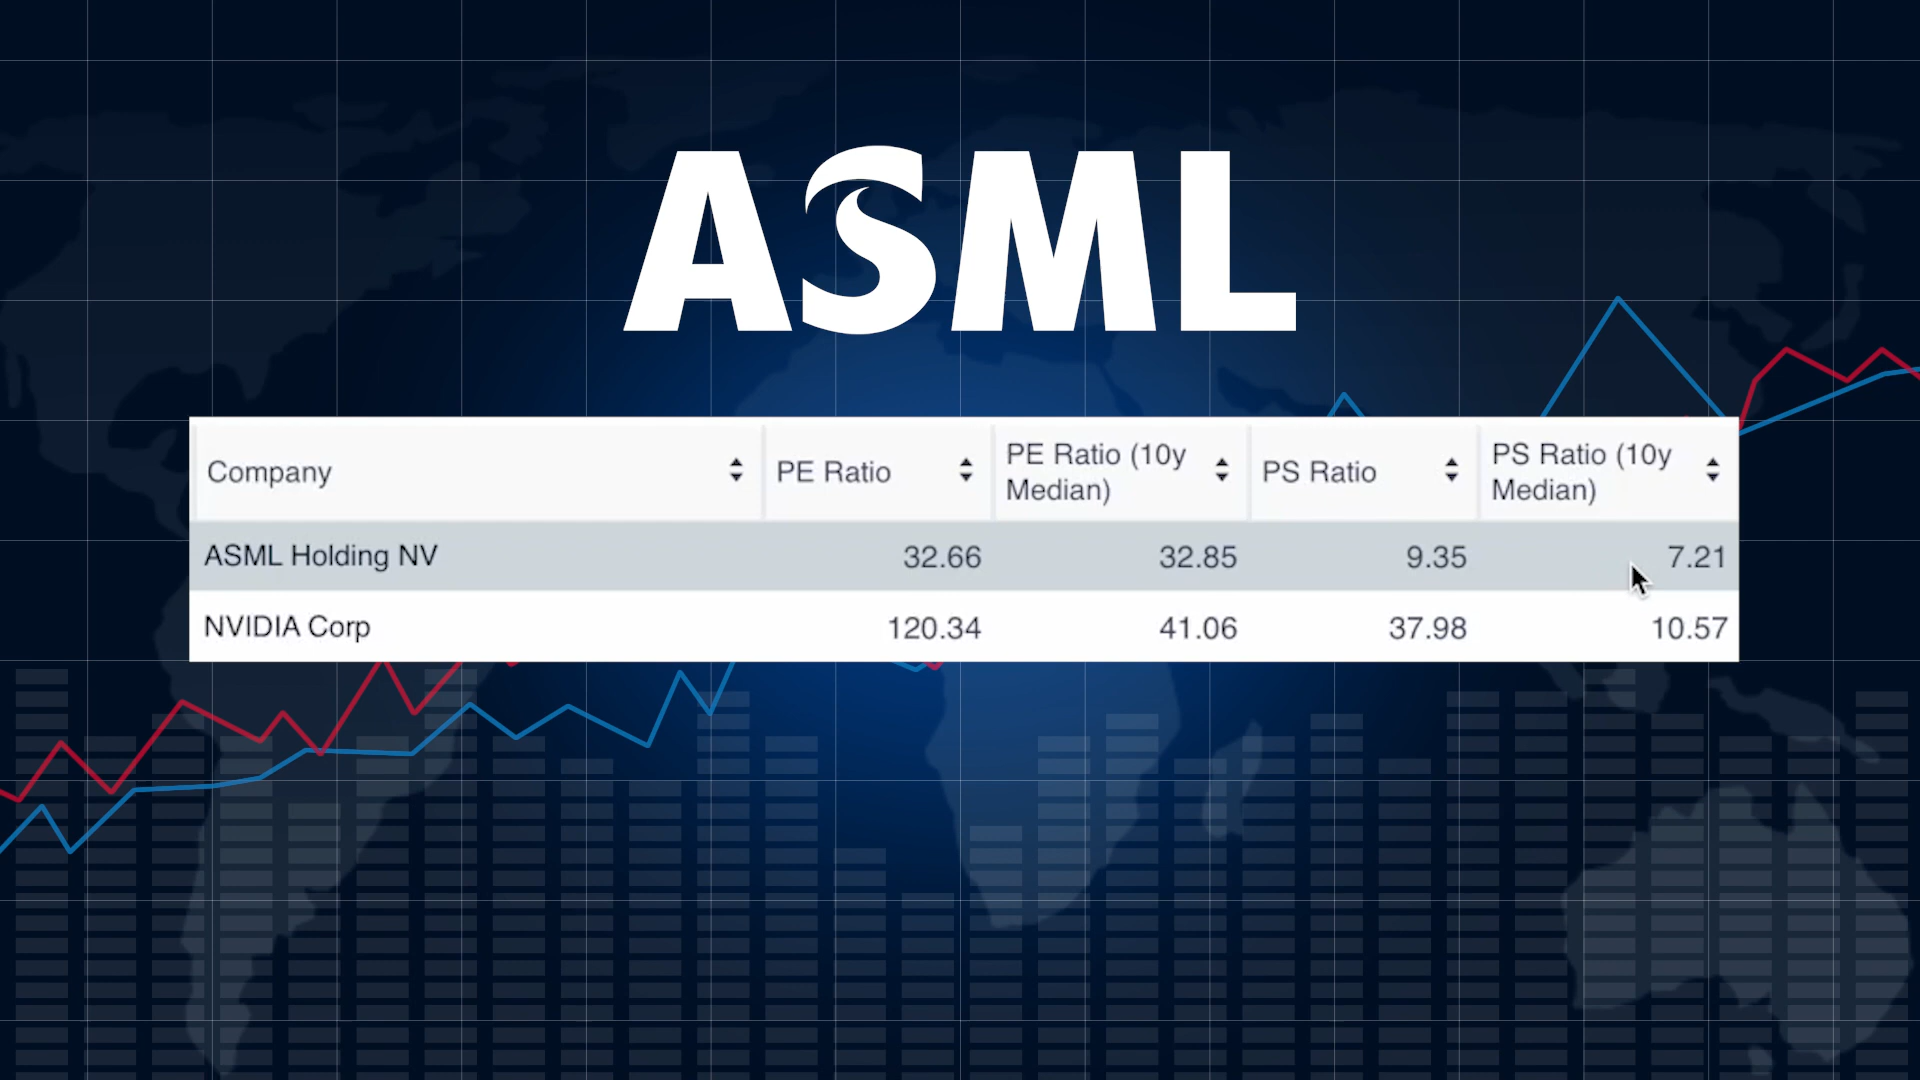 ASML
Company PE Ratio PE Ratio (10y Median) PS Ratio PS Ratio (10y Median)
ASML Holding NV 32.66 32.85 9.35 7.21
NVIDIA Corp 120.34 41.06 37.98 10.57